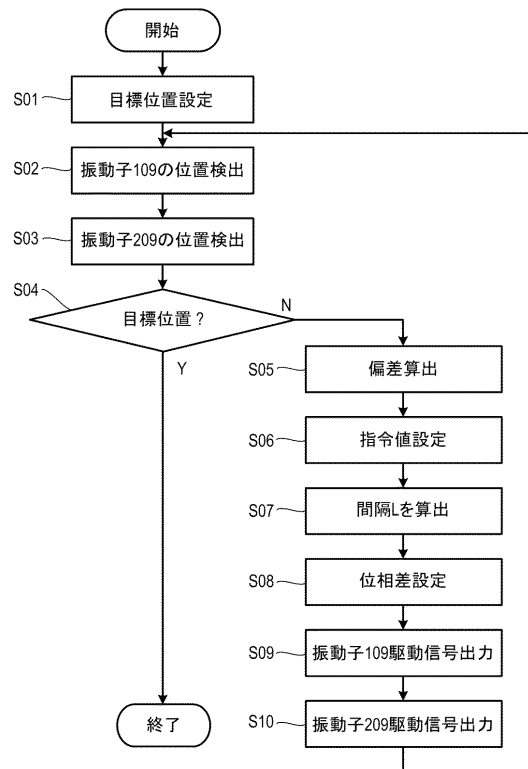 開始
S01
目標位置設定
S02
振動子109の位置検出
S03
振動子209の位置検出
S04
目標位置？
N
Y
S05
偏差算出
S06
指令値設定
S07
間隔Lを算出
S08
位相差設定
S09
振動子109駆動信号出力
S10
振動子209駆動信号出力
終了